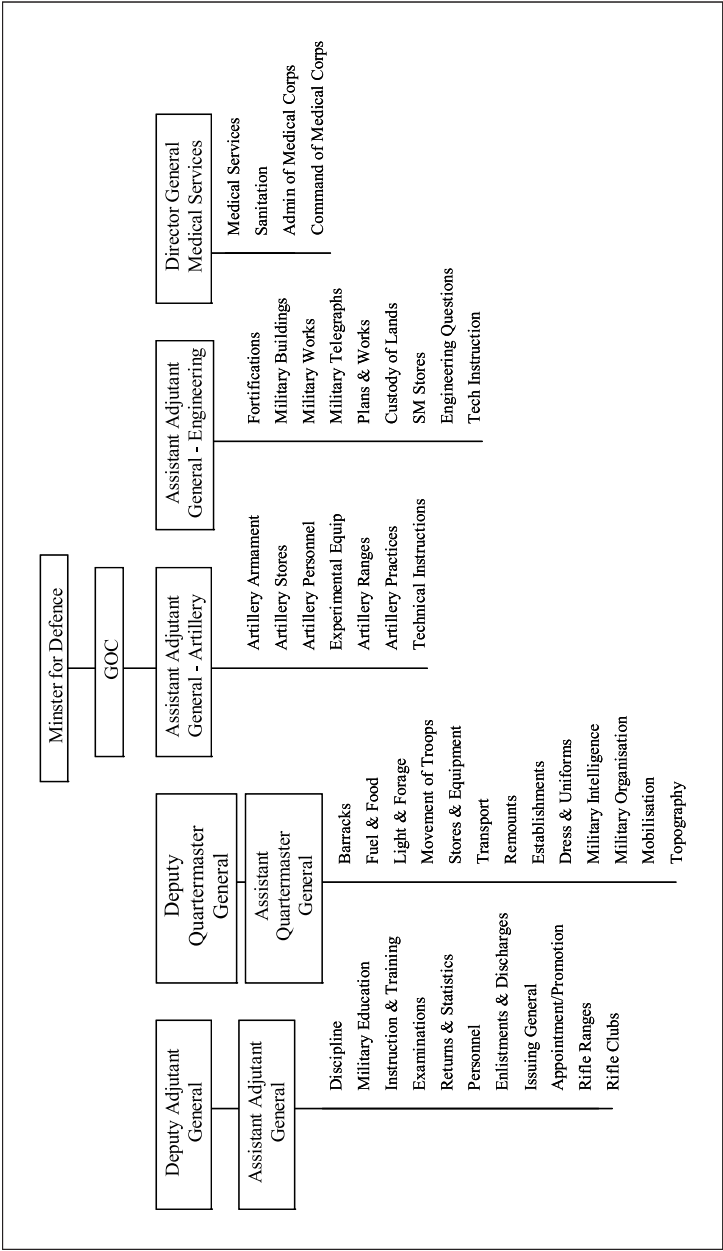 Minster for Defence
GOC
Deputy Adjutant
General
Assistant Adjutant
General
Discipline
Military Education
Instruction & Training
Examinations
Returns & Statistics
Personnel
Enlistments & Discharges
Issuing General
Appointment/Promotion
Rifle Ranges
Rifle Clubs
Deputy
Quartermaster
General
Assistant
Quartermaster
General
Barracks
Fuel & Food
Light & Forage
Movement of Troops
Stores & Equipment
Transport
Remounts
Establishments
Dress & Uniforms
Military Intelligence
Military Organisation
Mobilisation
Topography
Assistant Adjutant
General - Artillery
Artillery Armament
Artillery Stores
Artillery Personnel
Experimental Equip
Artillery Ranges
Artillery Practices
Technical Instructions
Assistant Adjutant
General - Engineering
Fortifications
Military Buildings
Military Works
Military Telegraphs
Plans & Works
Custody of Lands
SM Stores
Engineering Questions
Tech Instruction
Director General
Medical Services
Medical Services
Sanitation
Admin of Medical Corps
Command of Medical Corps